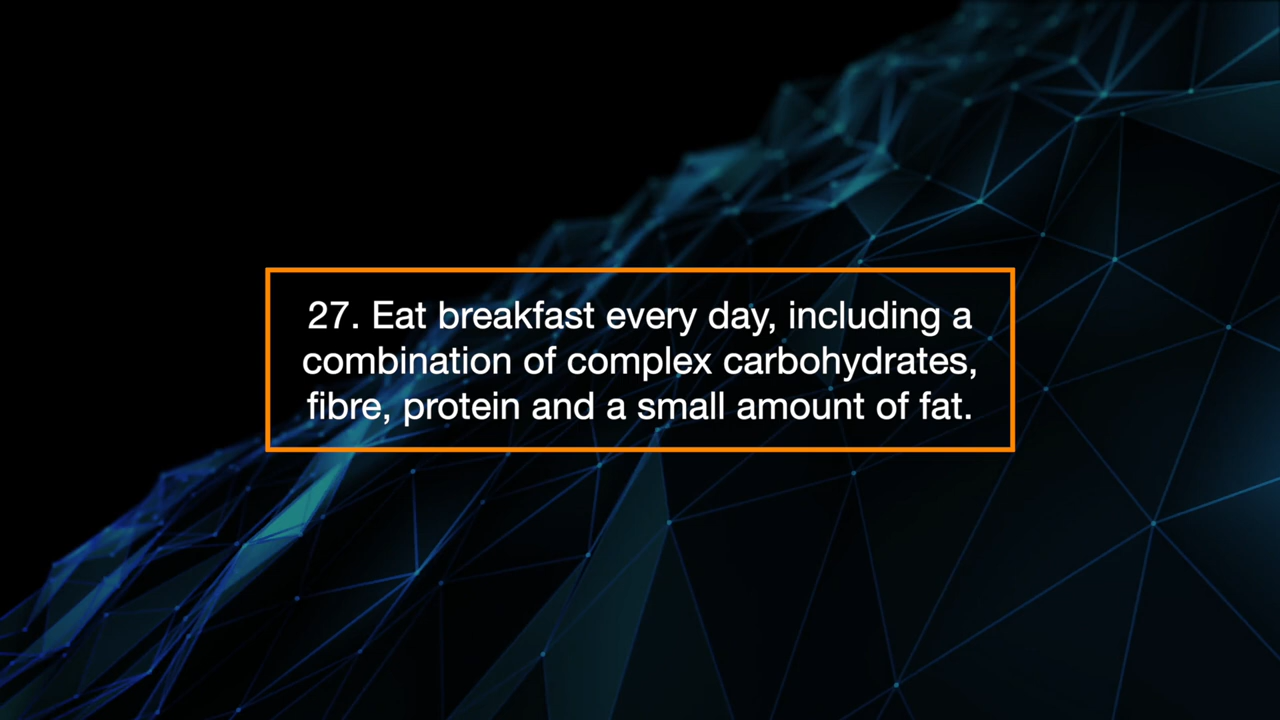 27. Eat breakfast every day, including a
combination of complex carbohydrates,
fibre, protein and a small amount of fat.